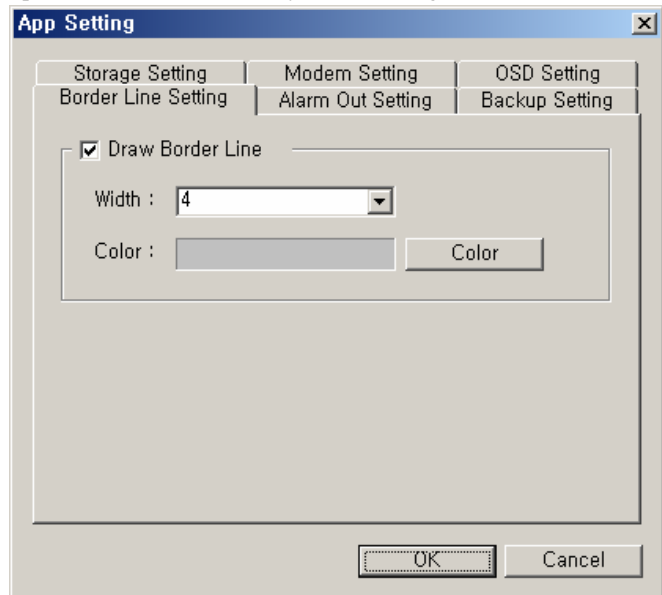 App Setting
Storage Setting Modem Setting OSD Setting
Border Line Setting Alarm Out Setting Backup Setting
Draw Border Line
Width : 4
Color : Color
OK Cancel